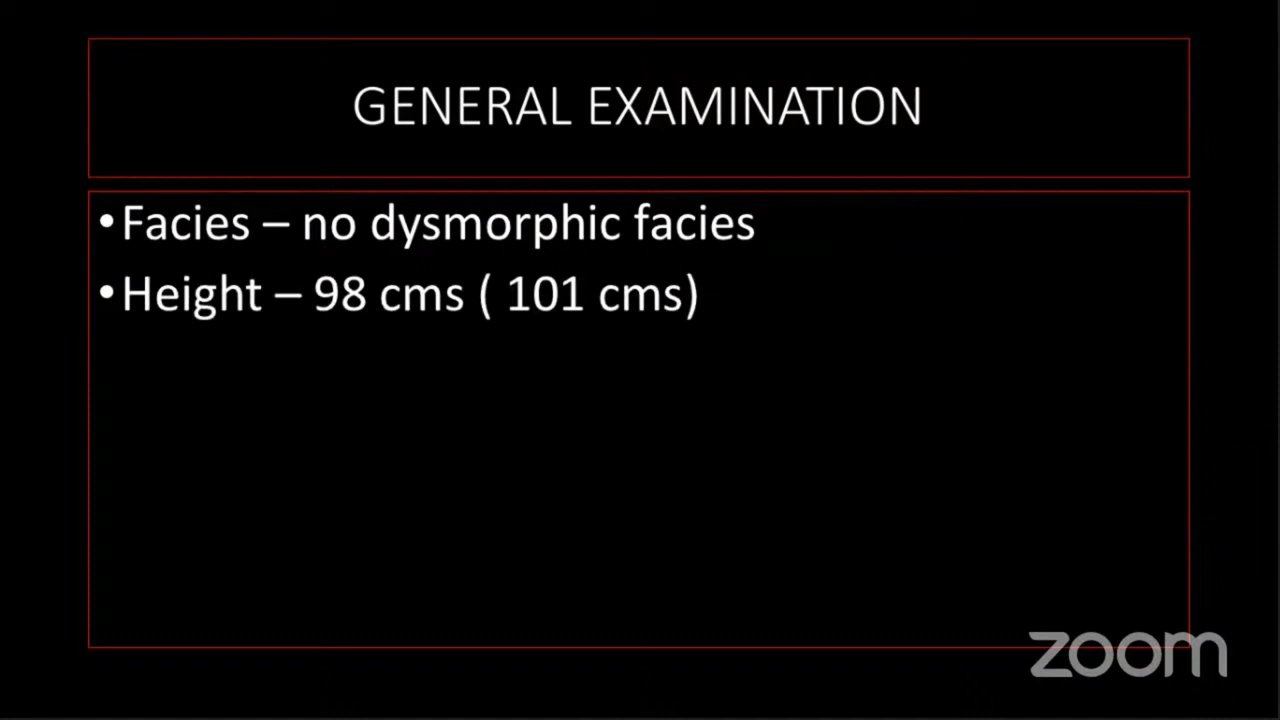 GENERAL EXAMINATION
•Facies – no dysmorphic facies
•Height – 98 cms ( 101 cms)
zoom